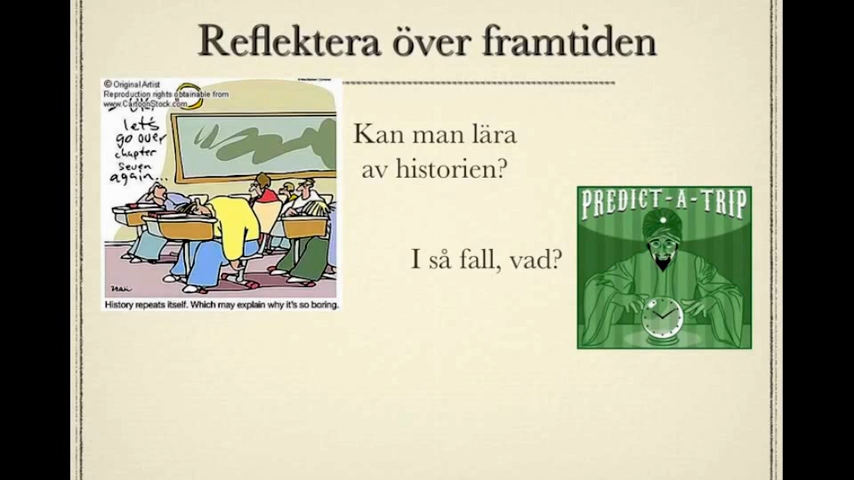 Reflektera över framtiden
© Original Artist
Reproduction rights obtainable from
www.CartoonStock.com
let's
go over
chapter
seven
again...
History repeats itself. Which may explain why it's so boring.
Kan man lära
av historien?
I så fall, vad?
PREDICT-A-TRIP